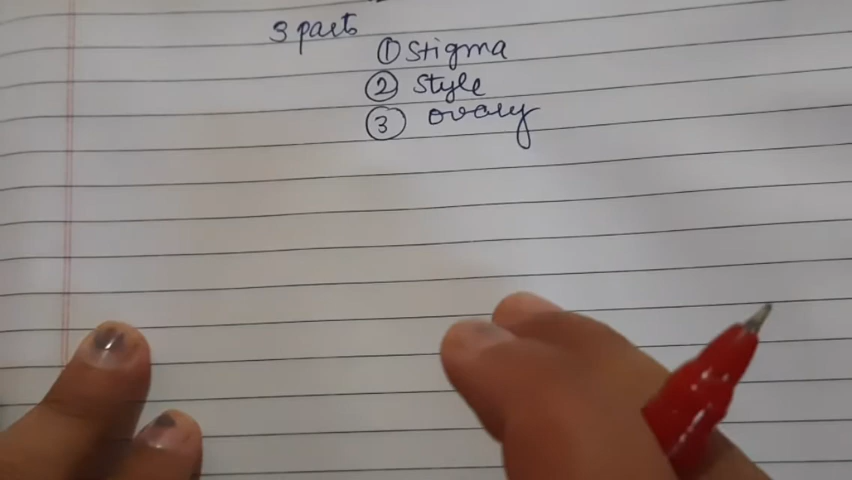 3 parts
① Stigma
② Style
③ ovary